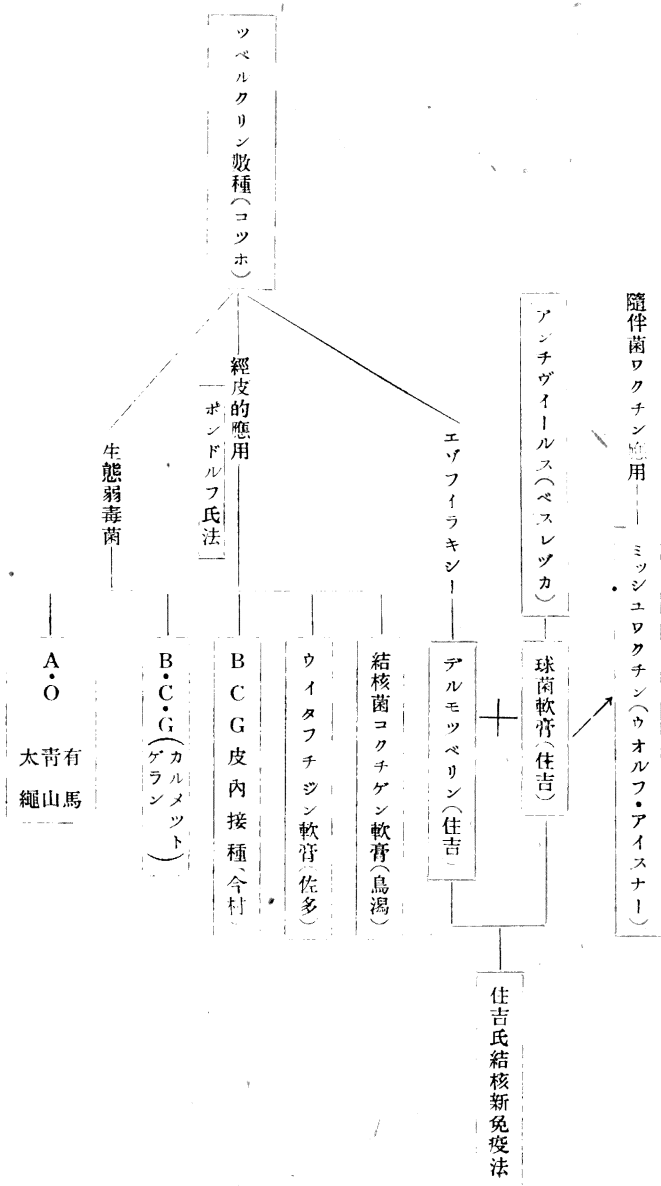 隨伴菌ワクチン應用
ミッシュワクチン(ウオルフ・アイスナー)
アンチヴィールス(ベスレヅカ)
球菌軟膏(住吉)
住吉氏結核新免疫法
エゾフィラキシー
デルモツベリン(住吉)
結核菌コクチゲン軟膏(鳥潟)
ツベルクリン數種(コツホ)
經皮的應用
ポンドルフ氏法
ウイタフチジン軟膏(佐多)
BCG皮內接種(今村)
生態弱毒菌
B・C・G(カルメツト
ゲラン)
A・O
有馬
靑山
太繩